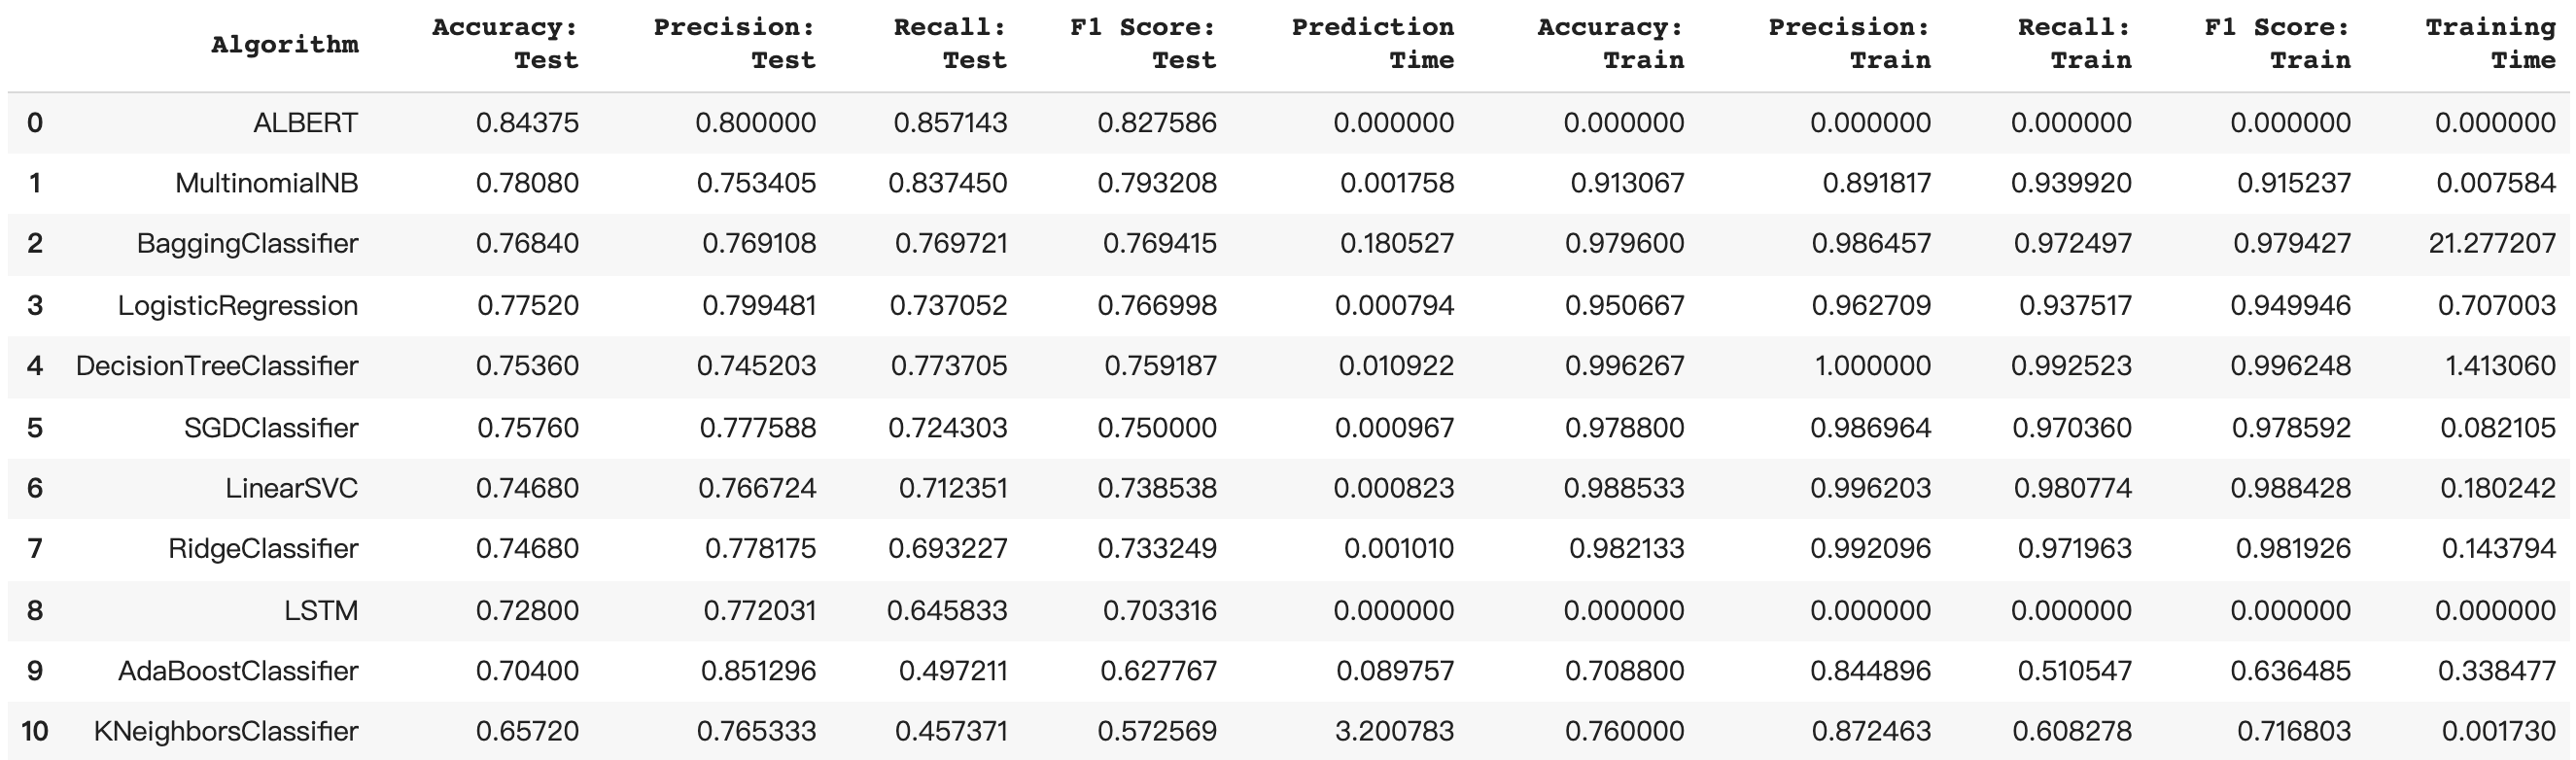 Algorithm Accuracy: Test Precision: Test Recall: Test F1 Score: Test Prediction Time Accuracy: Train Precision: Train Recall: Train F1 Score: Train Training Time
0 ALBERT 0.84375 0.800000 0.857143 0.827586 0.000000 0.000000 0.000000 0.000000 0.000000 0.000000
1 MultinomialNB 0.78080 0.753405 0.837450 0.793208 0.001758 0.913067 0.891817 0.939920 0.915237 0.007584
2 BaggingClassifier 0.76840 0.769108 0.769721 0.769415 0.180527 0.979600 0.986457 0.972497 0.979427 21.277207
3 LogisticRegression 0.77520 0.799481 0.737052 0.766998 0.000794 0.950667 0.962709 0.937517 0.949946 0.707003
4 DecisionTreeClassifier 0.75360 0.745203 0.773705 0.759187 0.010922 0.996267 1.000000 0.992523 0.996248 1.413060
5 SGDClassifier 0.75760 0.777588 0.724303 0.750000 0.000967 0.978800 0.986964 0.970360 0.978592 0.082105
6 LinearSVC 0.74680 0.766724 0.712351 0.738538 0.000823 0.988533 0.996203 0.980774 0.988428 0.180242
7 RidgeClassifier 0.74680 0.778175 0.693227 0.733249 0.001010 0.982133 0.992096 0.971963 0.981926 0.143794
8 LSTM 0.72800 0.772031 0.645833 0.703316 0.000000 0.000000 0.000000 0.000000 0.000000 0.000000
9 AdaBoostClassifier 0.70400 0.851296 0.497211 0.627767 0.089757 0.708800 0.844896 0.510547 0.636485 0.338477
10 KNeighborsClassifier 0.65720 0.765333 0.457371 0.572569 3.200783 0.760000 0.872463 0.608278 0.716803 0.001730